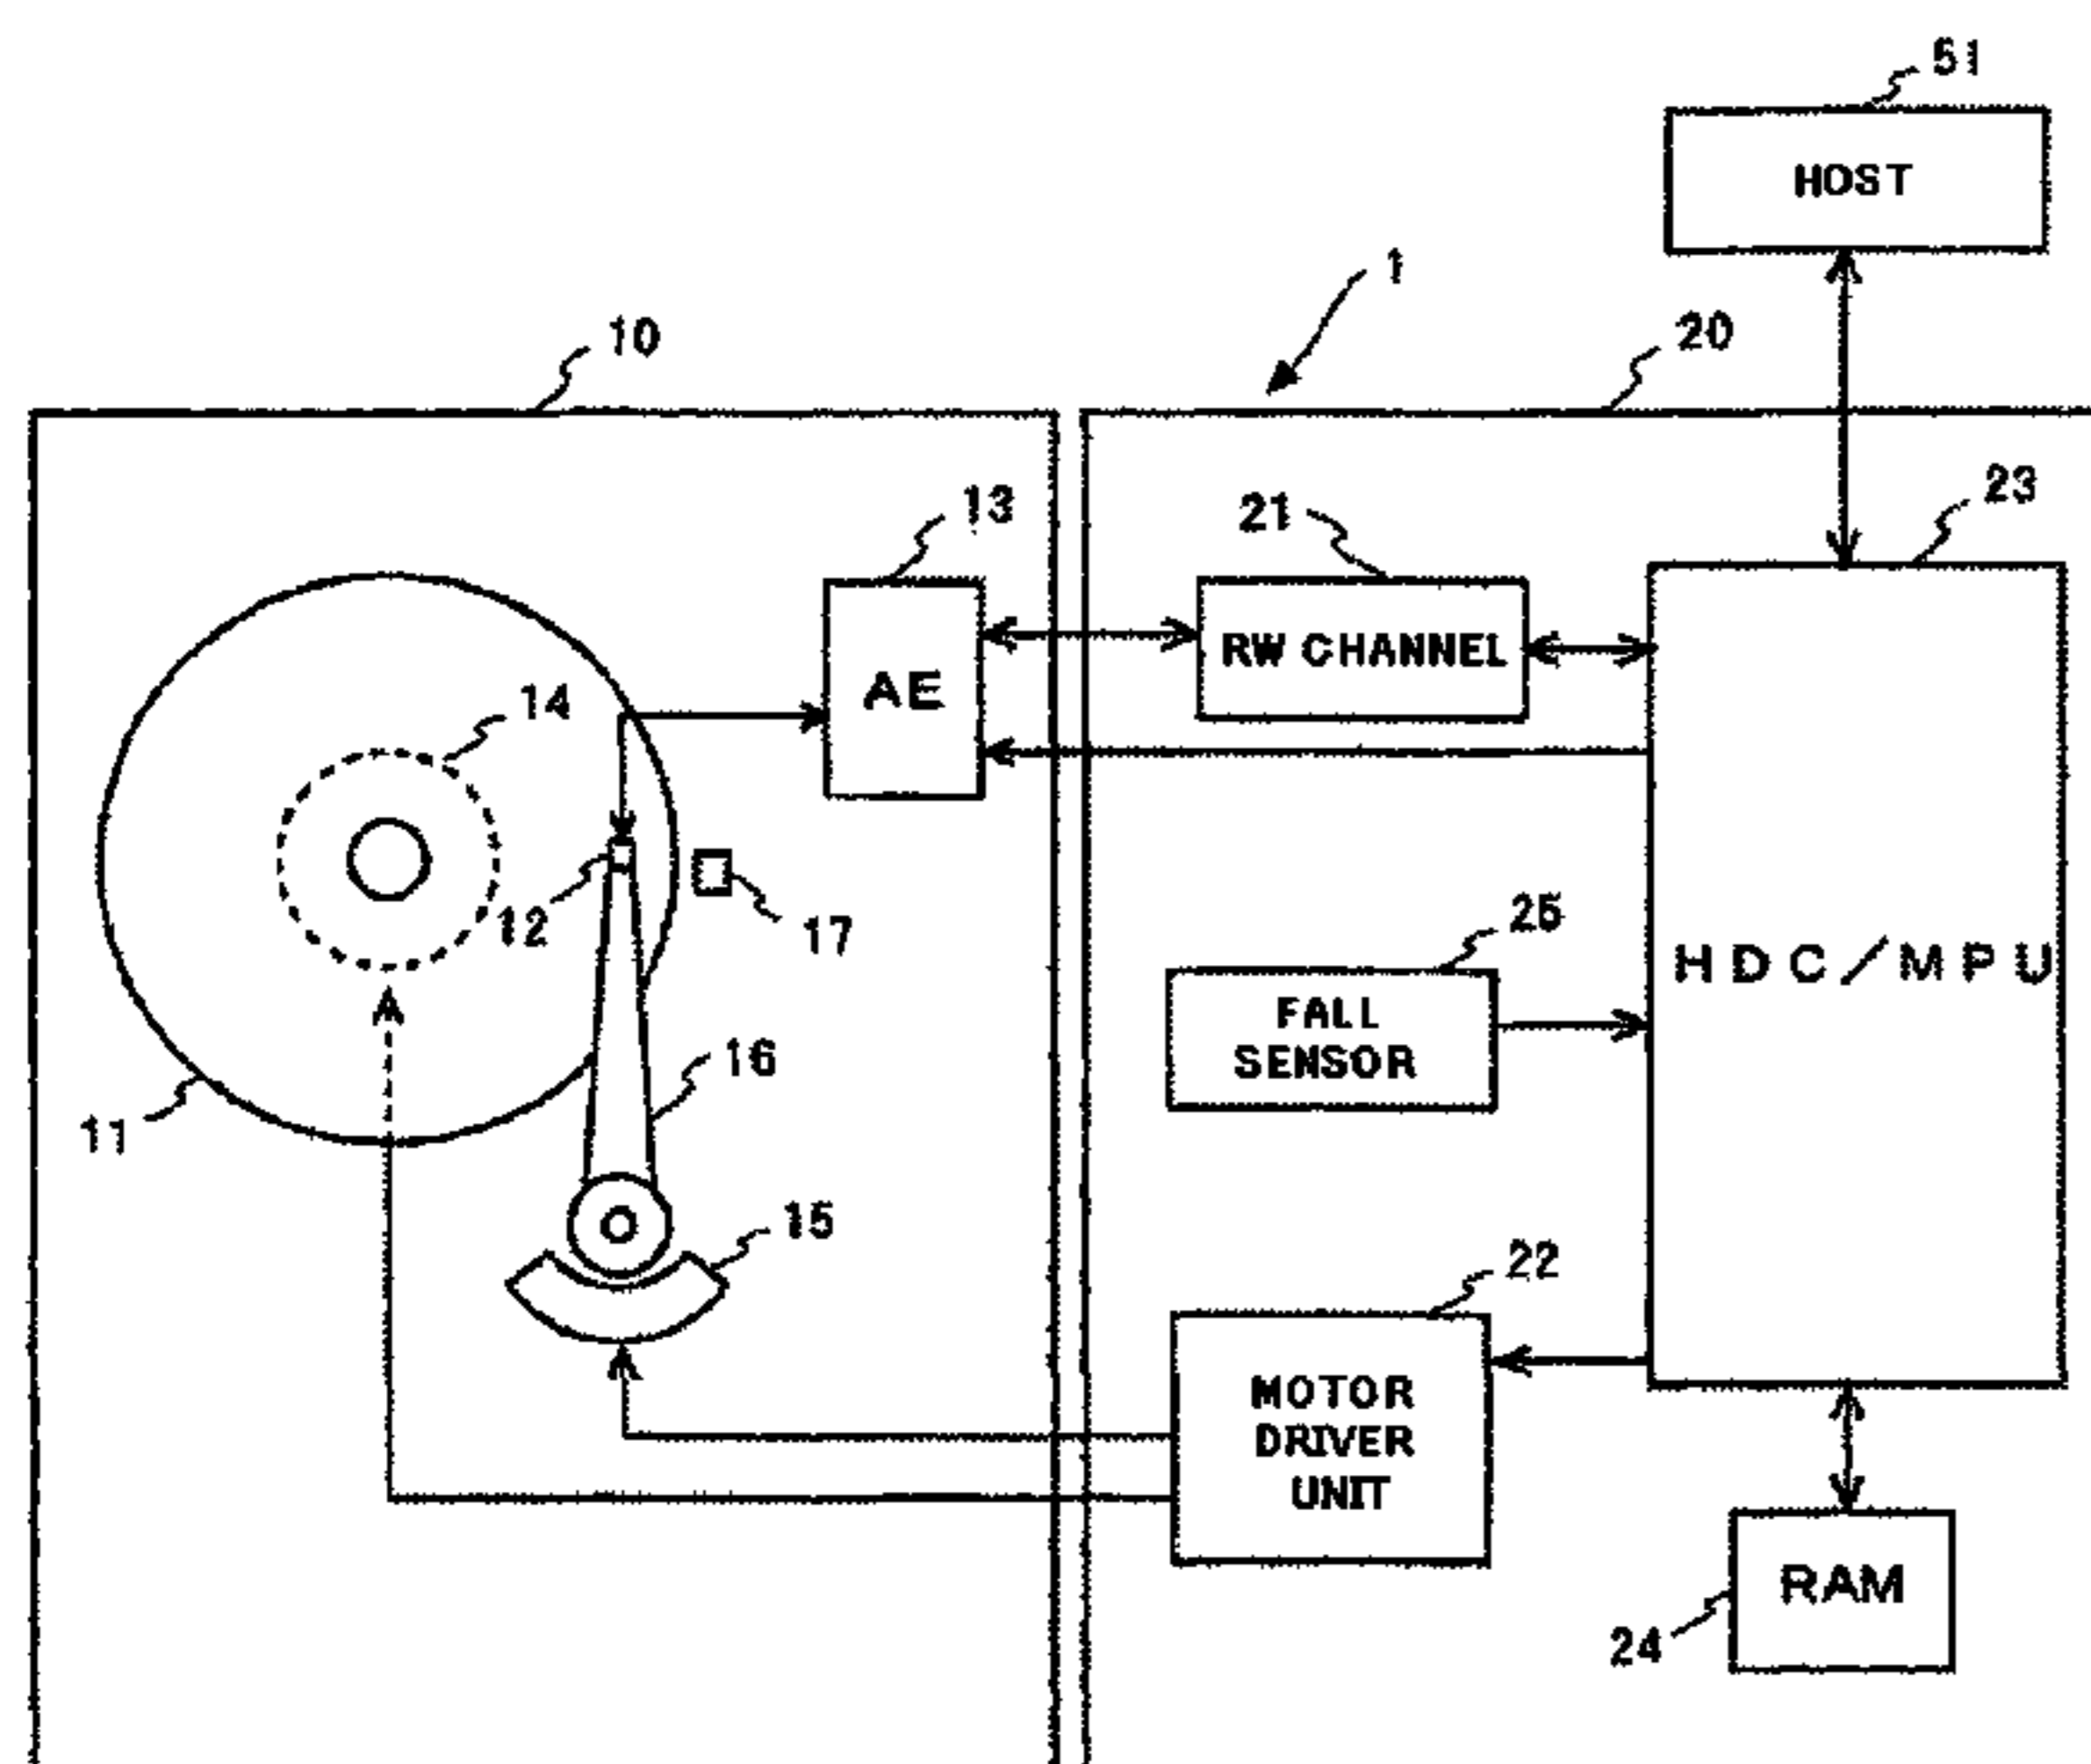 51
HOST
1
10
20
13
21
23
AE
RW CHANNEL
14
12
17
25
FALL
SENSOR
HDC/MPU
16
11
15
22
MOTOR
DRIVER
UNIT
RAM
24